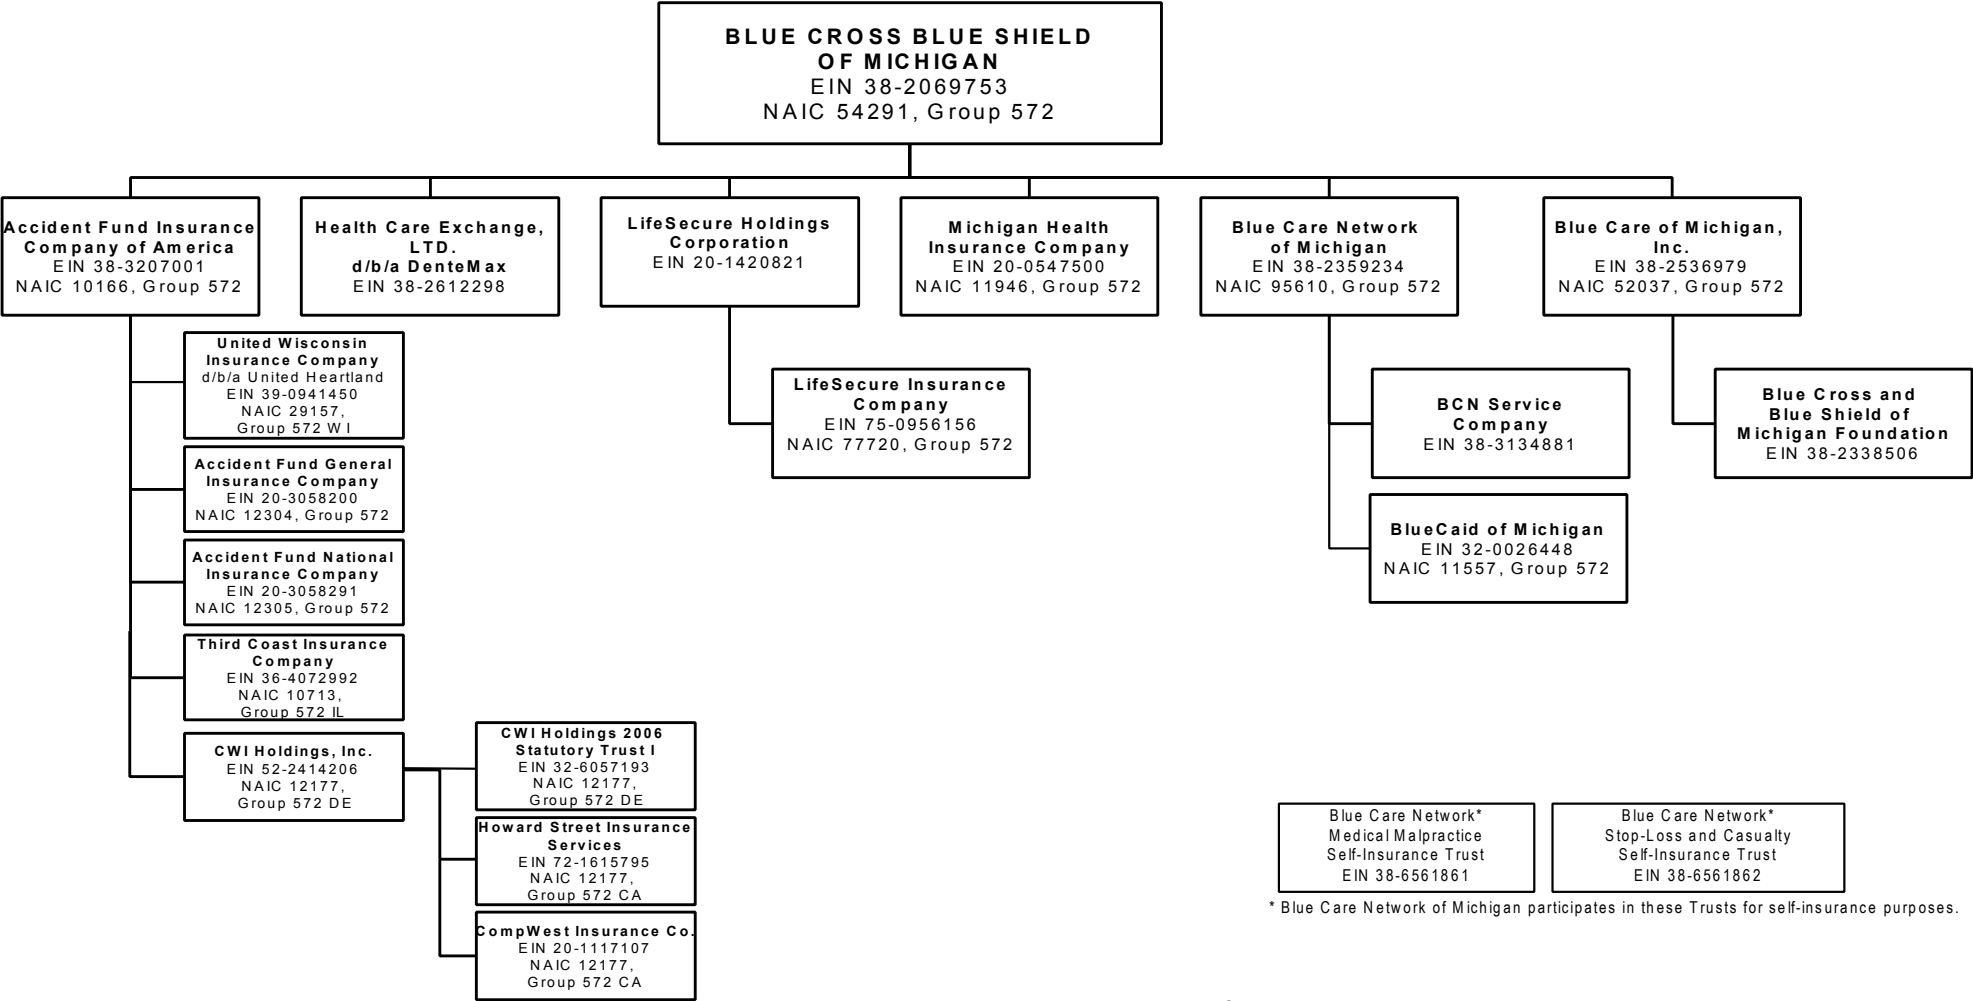 BLUE CROSS BLUE SHIELD
OF MICHIGAN
EIN 38-2069753
NAIC 54291, Group 572
Accident Fund Insurance
Company of America
EIN 38-3207001
NAIC 10166, Group 572
Health Care Exchange,
LTD.
d/b/a DenteMax
EIN 38-2612298
LifeSecure Holdings
Corporation
EIN 20-1420821
Michigan Health
Insurance Company
EIN 20-0547500
NAIC 11946, Group 572
Blue Care Network
of Michigan
EIN 38-2359234
NAIC 95610, Group 572
Blue Care of Michigan,
Inc.
EIN 38-2536979
NAIC 52037, Group 572
United Wisconsin
Insurance Company
d/b/a United Heartland
EIN 39-0941450
NAIC 29157,
Group 572 WI
Accident Fund General
Insurance Company
EIN 20-3058200
NAIC 12304, Group 572
Accident Fund National
Insurance Company
EIN 20-3058291
NAIC 12305, Group 572
Third Coast Insurance
Company
EIN 36-4072992
NAIC 10713,
Group 572 IL
CWI Holdings, Inc.
EIN 52-2414206
NAIC 12177,
Group 572 DE
CWI Holdings 2006
Statutory Trust I
EIN 32-6057193
NAIC 12177,
Group 572 DE
Howard Street Insurance
Services
EIN 72-1615795
NAIC 12177,
Group 572 CA
CompWest Insurance Co.
EIN 20-1117107
NAIC 12177,
Group 572 CA
LifeSecure Insurance
Company
EIN 75-0956156
NAIC 77720, Group 572
BCN Service
Company
EIN 38-3134881
BlueCaid of Michigan
EIN 32-0026448
NAIC 11557, Group 572
Blue Cross and
Blue Shield of
Michigan Foundation
EIN 38-2338506
Blue Care Network*
Medical Malpractice
Self-Insurance Trust
EIN 38-6561861
Blue Care Network*
Stop-Loss and Casualty
Self-Insurance Trust
EIN 38-6561862
* Blue Care Network of Michigan participates in these Trusts for self-insurance purposes.